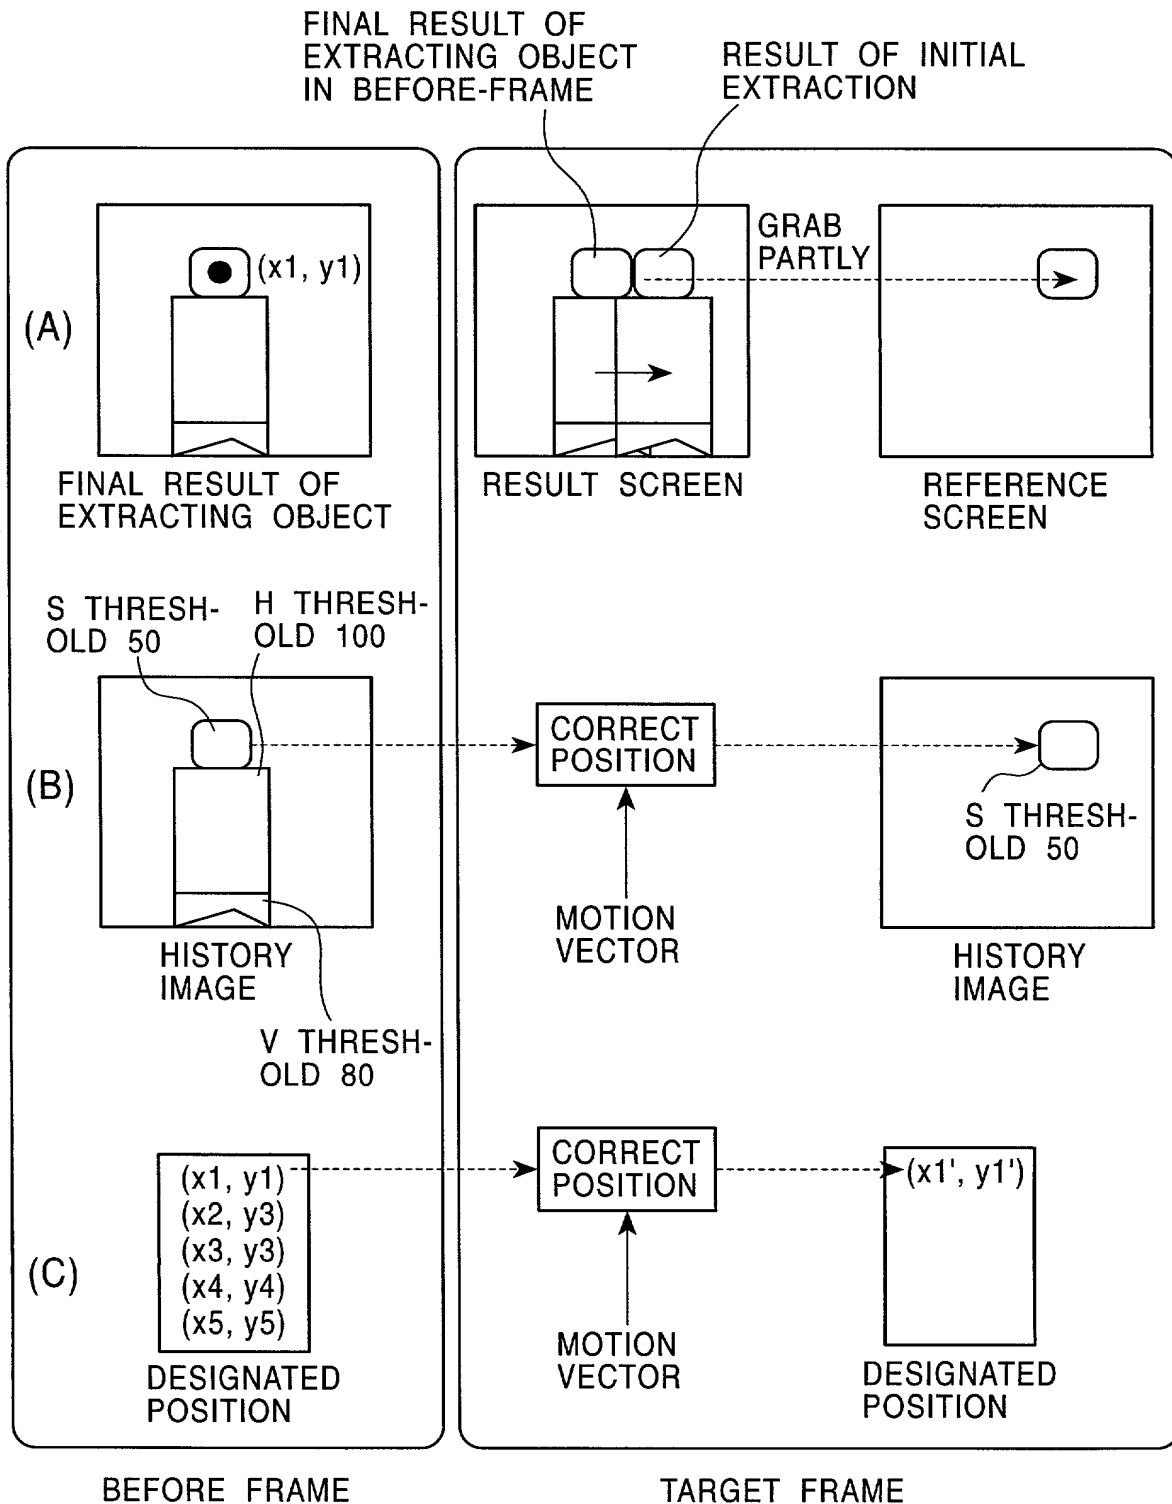 FINAL RESULT OF
EXTRACTING OBJECT
IN BEFORE-FRAME
RESULT OF INITIAL
EXTRACTION
(A)
(x1, y1)
FINAL RESULT OF
EXTRACTING OBJECT
GRAB
PARTLY
RESULT SCREEN
REFERENCE
SCREEN
(B)
S THRESH-
OLD 50
H THRESH-
OLD 100
HISTORY
IMAGE
V THRESH-
OLD 80
CORRECT
POSITION
MOTION
VECTOR
S THRESH-
OLD 50
HISTORY
IMAGE
(C)
(x1, y1)
(x2, y3)
(x3, y3)
(x4, y4)
(x5, y5)
DESIGNATED
POSITION
CORRECT
POSITION
MOTION
VECTOR
(x1', y1')
DESIGNATED
POSITION
BEFORE FRAME
TARGET FRAME